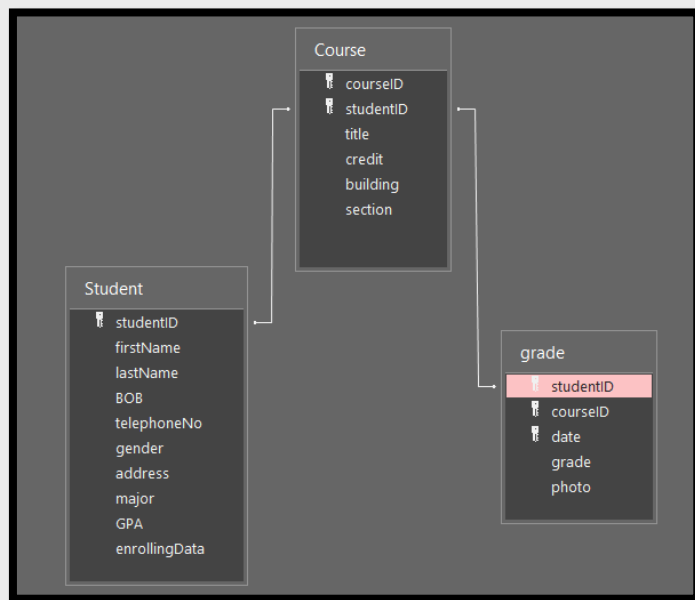 Course
courseID
studentID
title
credit
building
section
Student
studentID
firstName
lastName
BOB
telephoneNo
gender
address
major
GPA
enrollingData
grade
studentID
courseID
date
grade
photo